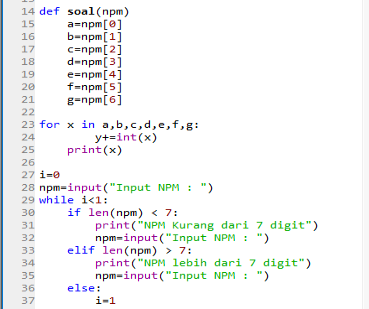 14 def soal(npm)
15     a=npm[0]
16     b=npm[1]
17     c=npm[2]
18     d=npm[3]
19     e=npm[4]
20     f=npm[5]
21     g=npm[6]
22
23 for x in a,b,c,d,e,f,g:
24         y+=int(x)
25     print(x)
26
27 i=0
28 npm=input("Input NPM : ")
29 while i<1:
30     if len(npm) < 7:
31         print("NPM Kurang dari 7 digit")
32         npm=input("Input NPM : ")
33     elif len(npm) > 7:
34         print("NPM lebih dari 7 digit")
35         npm=input("Input NPM : ")
36     else:
37         i=1